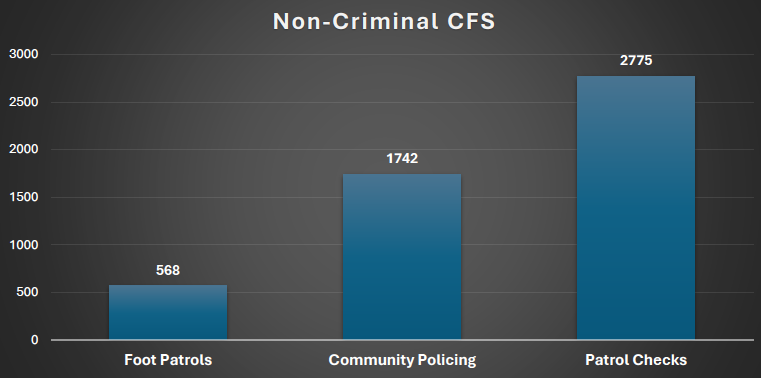 Non-Criminal CFS
3000
2500
2000
1500
1000
500
0
568
1742
2775
Foot Patrols
Community Policing
Patrol Checks